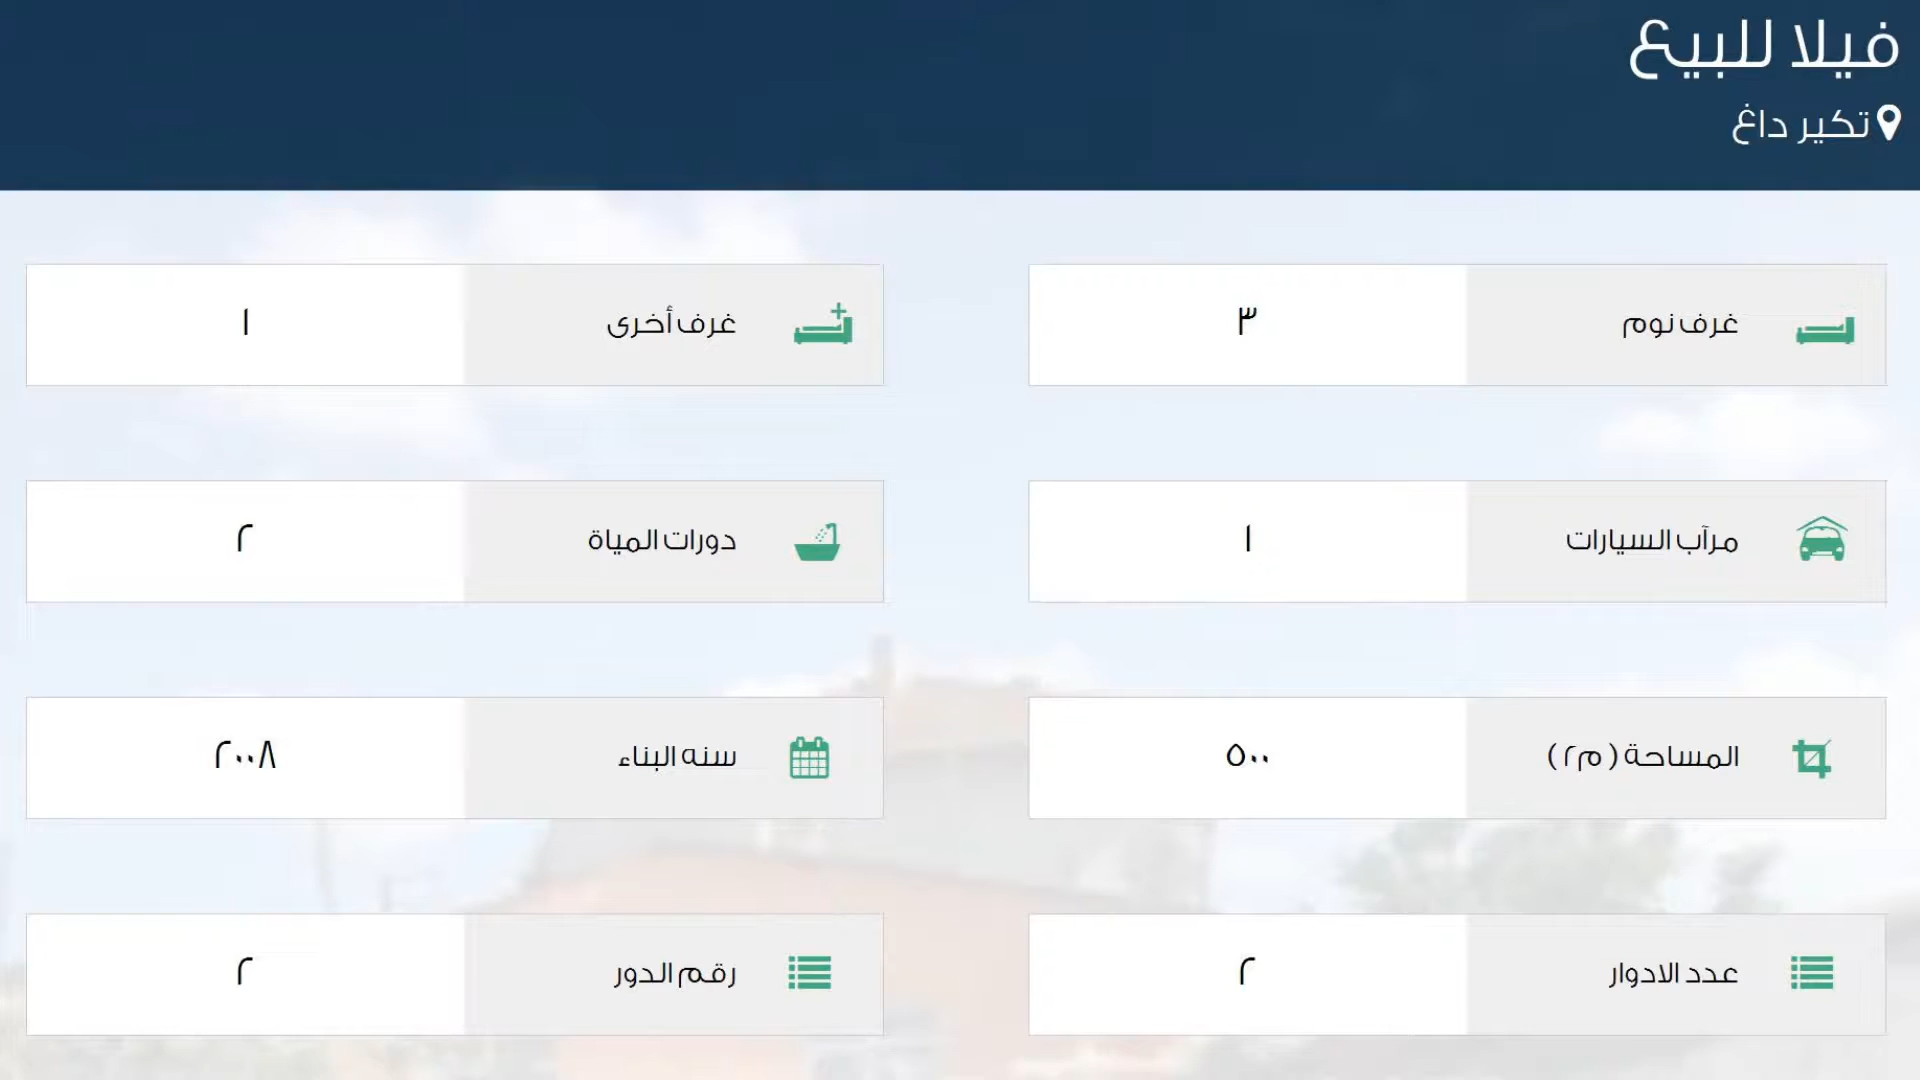 فيلا للبيع
تكير داغ
غرف نوم ٣
غرف أخرى ١
مرآب السيارات ١
دورات المياة ٢
المساحة ( م٢ ) ٥٠٠
سنه البناء ٢٠٠٨
عدد الادوار ٢
رقم الدور ٢